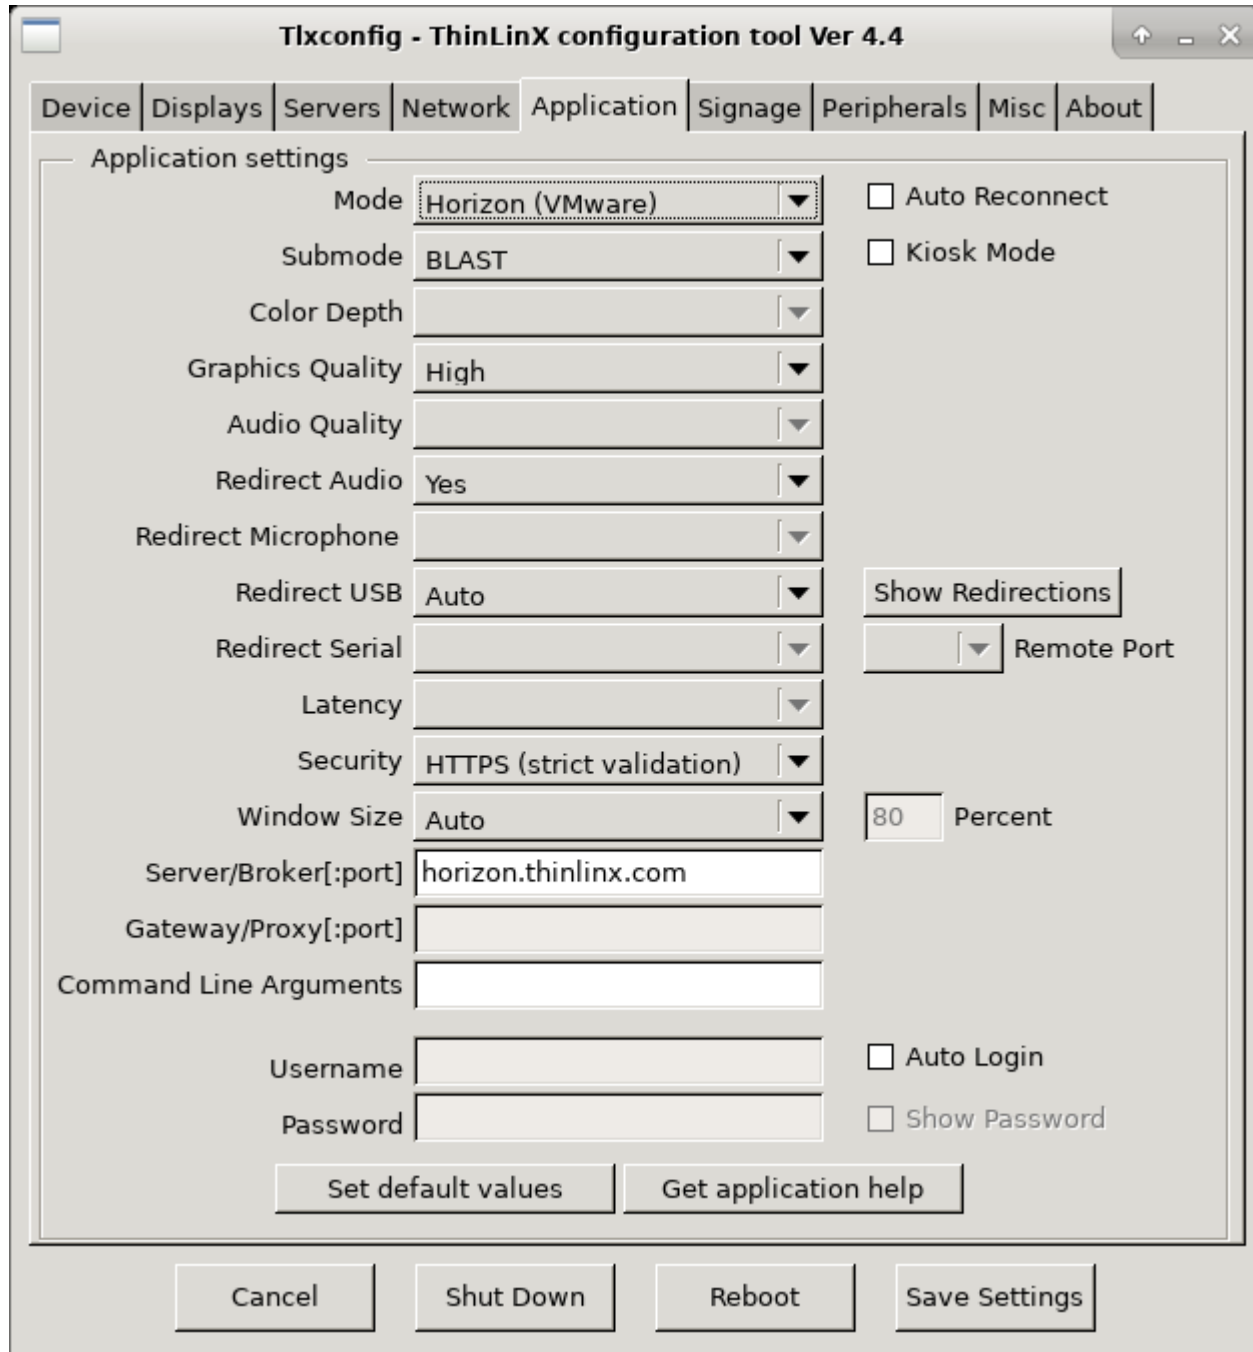 Tlxconfig - ThinLinX configuration tool Ver 4.4
Device Displays Servers Network Application Signage Peripherals Misc About
Application settings
Mode Horizon (VMware) Auto Reconnect
Submode BLAST Kiosk Mode
Color Depth
Graphics Quality High
Audio Quality
Redirect Audio Yes
Redirect Microphone
Redirect USB Auto Show Redirections
Redirect Serial Remote Port
Latency
Security HTTPS (strict validation)
Window Size Auto 80 Percent
Server/Broker[:port] horizon.thinlinx.com
Gateway/Proxy[:port]
Command Line Arguments
Username Auto Login
Password Show Password
Set default values Get application help
Cancel Shut Down Reboot Save Settings